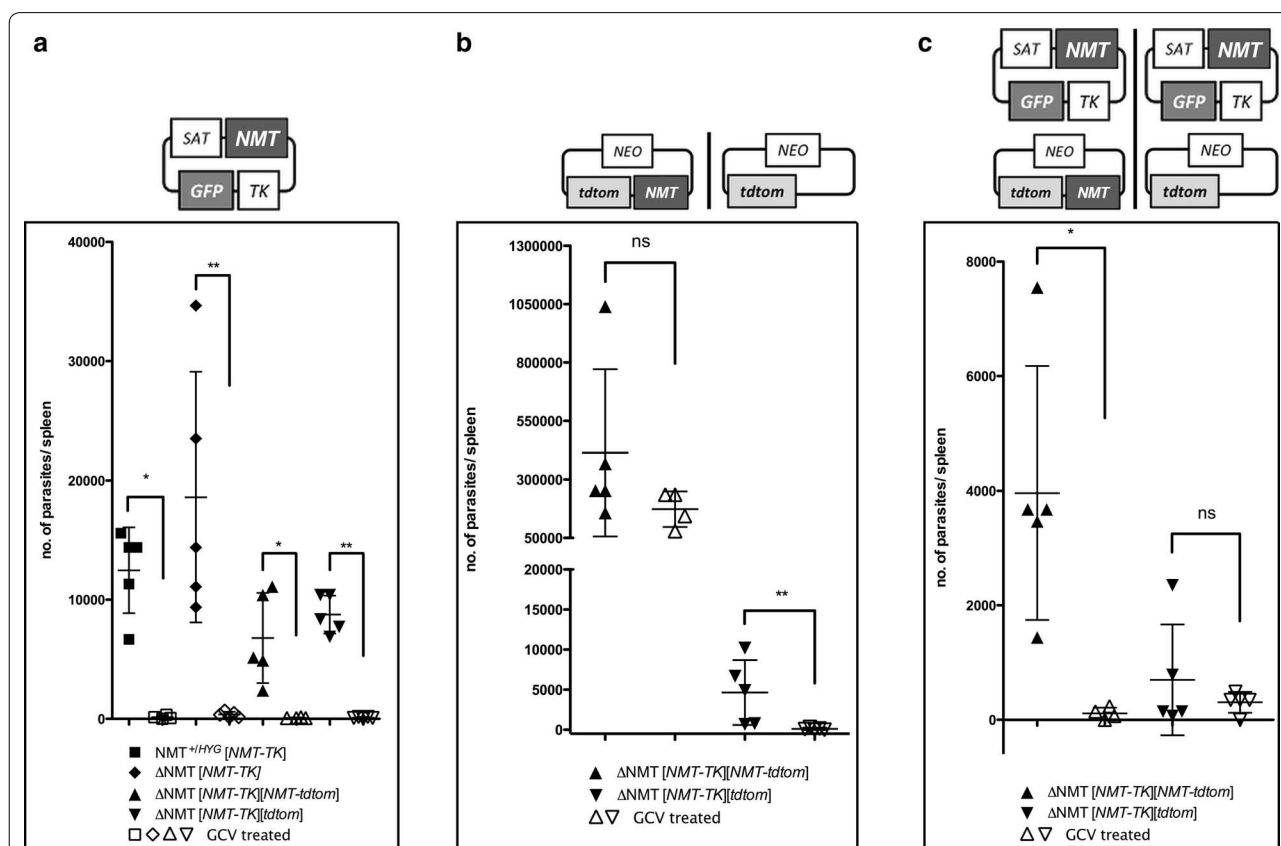 a
SAT NMT
GFP TK
no. of parasites/ spleen
40000
30000
20000
10000
0
*
**
*
**
NMT+/HYG [NMT-TK]
ΔNMT [NMT-TK]
ΔNMT [NMT-TK][NMT-tdtom]
ΔNMT [NMT-TK][tdtom]
GCV treated
b
NEO NEO
tdtom NMT tdtom
no. of parasites/ spleen
1300000
1050000
800000
550000
300000
50000
20000
15000
10000
5000
0
ns
**
ΔNMT [NMT-TK][NMT-tdtom]
ΔNMT [NMT-TK][tdtom]
GCV treated
c
SAT NMT SAT NMT
GFP TK GFP TK
NEO NEO
tdtom NMT tdtom
no. of parasites/ spleen
8000
6000
4000
2000
0
*
ns
ΔNMT [NMT-TK][NMT-tdtom]
ΔNMT [NMT-TK][tdtom]
GCV treated